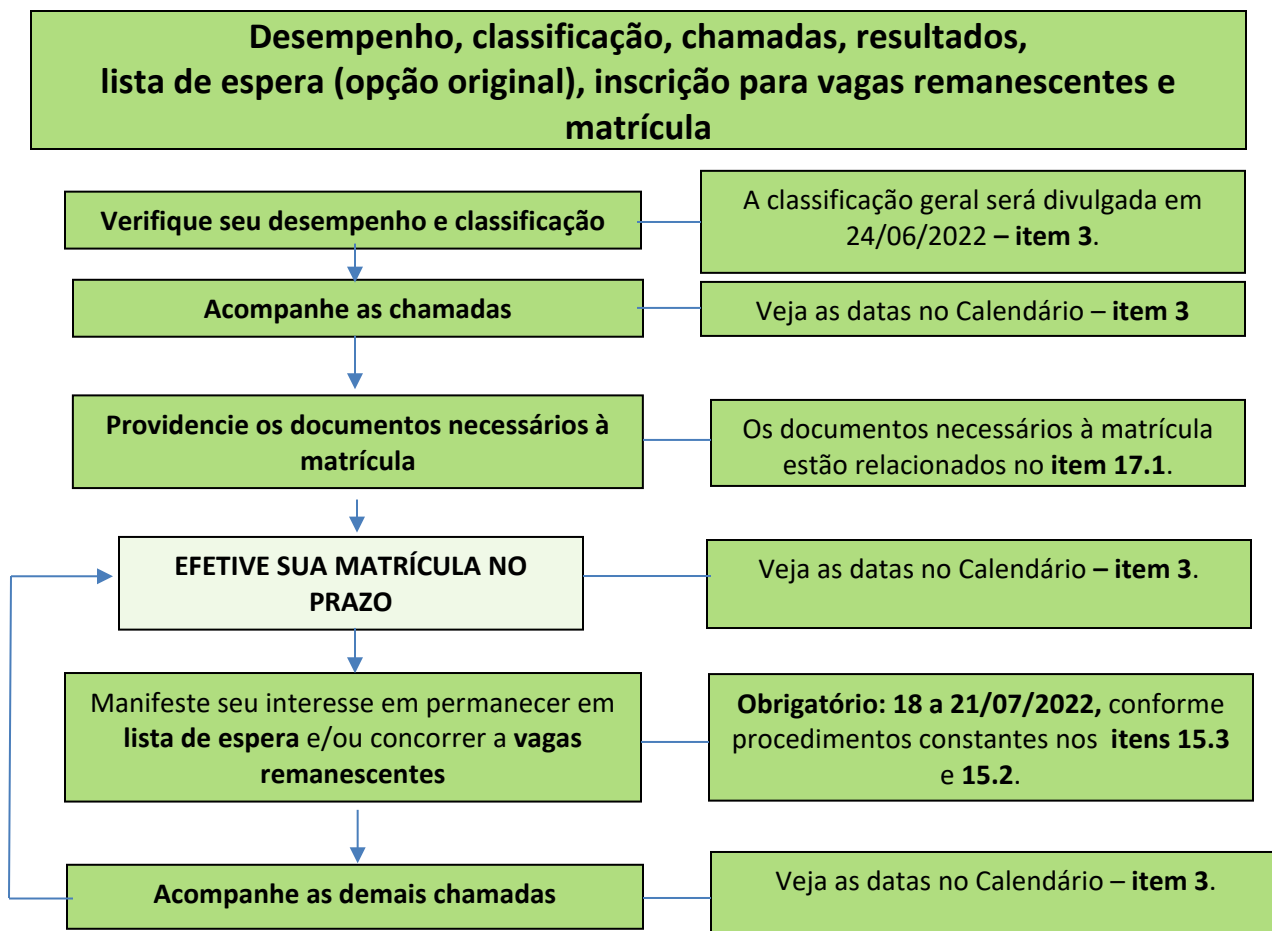 Desempenho, classificação, chamadas, resultados,
lista de espera (opção original), inscrição para vagas remanescentes e
matrícula
Verifique seu desempenho e classificação
A classificação geral será divulgada em
24/06/2022 – item 3.
Acompanhe as chamadas
Veja as datas no Calendário – item 3
Providencie os documentos necessários à
matrícula
Os documentos necessários à matrícula
estão relacionados no item 17.1.
EFETIVE SUA MATRÍCULA NO
PRAZO
Veja as datas no Calendário – item 3.
Manifeste seu interesse em permanecer em
lista de espera e/ou concorrer a vagas
remanescentes
Obrigatório: 18 a 21/07/2022, conforme
procedimentos constantes nos itens 15.3
e 15.2.
Acompanhe as demais chamadas
Veja as datas no Calendário – item 3.